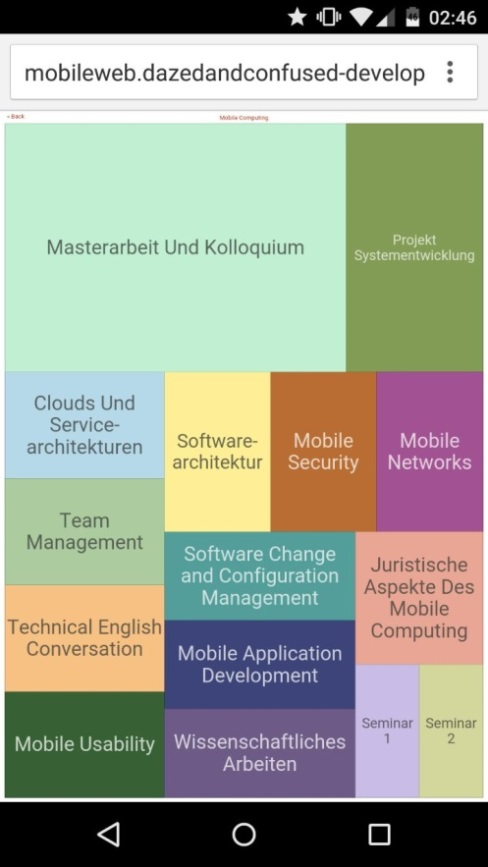 46
02:46
mobileweb.dazedandconfused-develop
< Back
Mobile Computing
Masterarbeit Und Kolloquium
Projekt
Systementwicklung
Clouds Und
Service-
architekturen
Software-
architektur
Mobile
Security
Mobile
Networks
Team
Management
Software Change
and Configuration
Management
Juristische
Aspekte Des
Mobile
Computing
Technical English
Conversation
Mobile Application
Development
Mobile Usability
Wissenschaftliches
Arbeiten
Seminar
1
Seminar
2